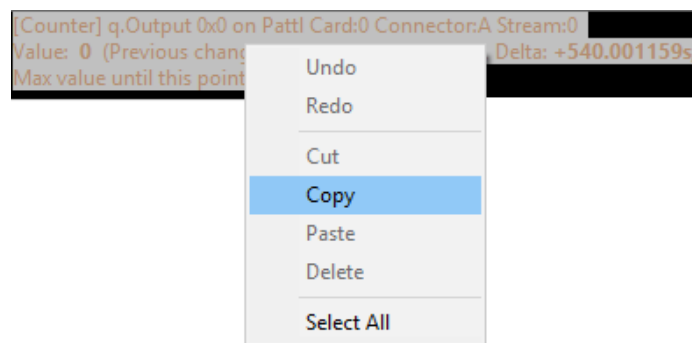 [Counter] q.Output 0x0 on Pattl Card:0 Connector:A Stream:0
Value: 0 (Previous chang Delta: +540.001159s
Max value until this point
Undo
Redo
Cut
Copy
Paste
Delete
Select All